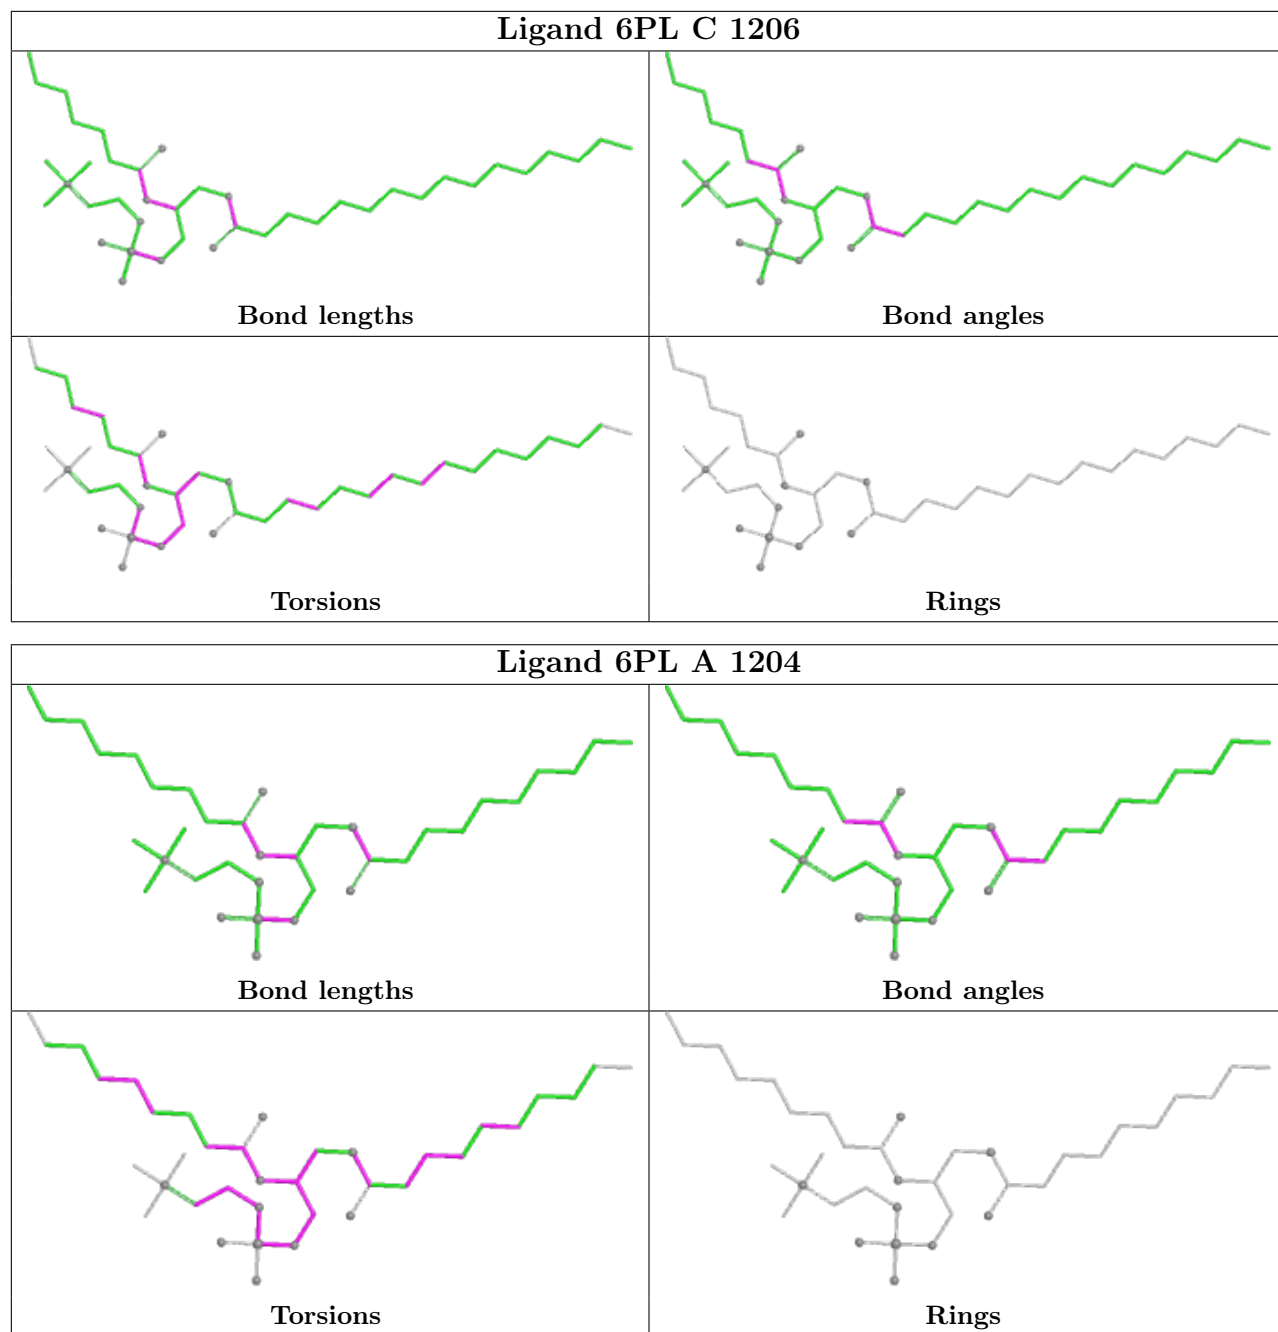 Ligand 6PL C 1206
Bond lengths
Bond angles
Torsions
Rings
Ligand 6PL A 1204
Bond lengths
Bond angles
Torsions
Rings